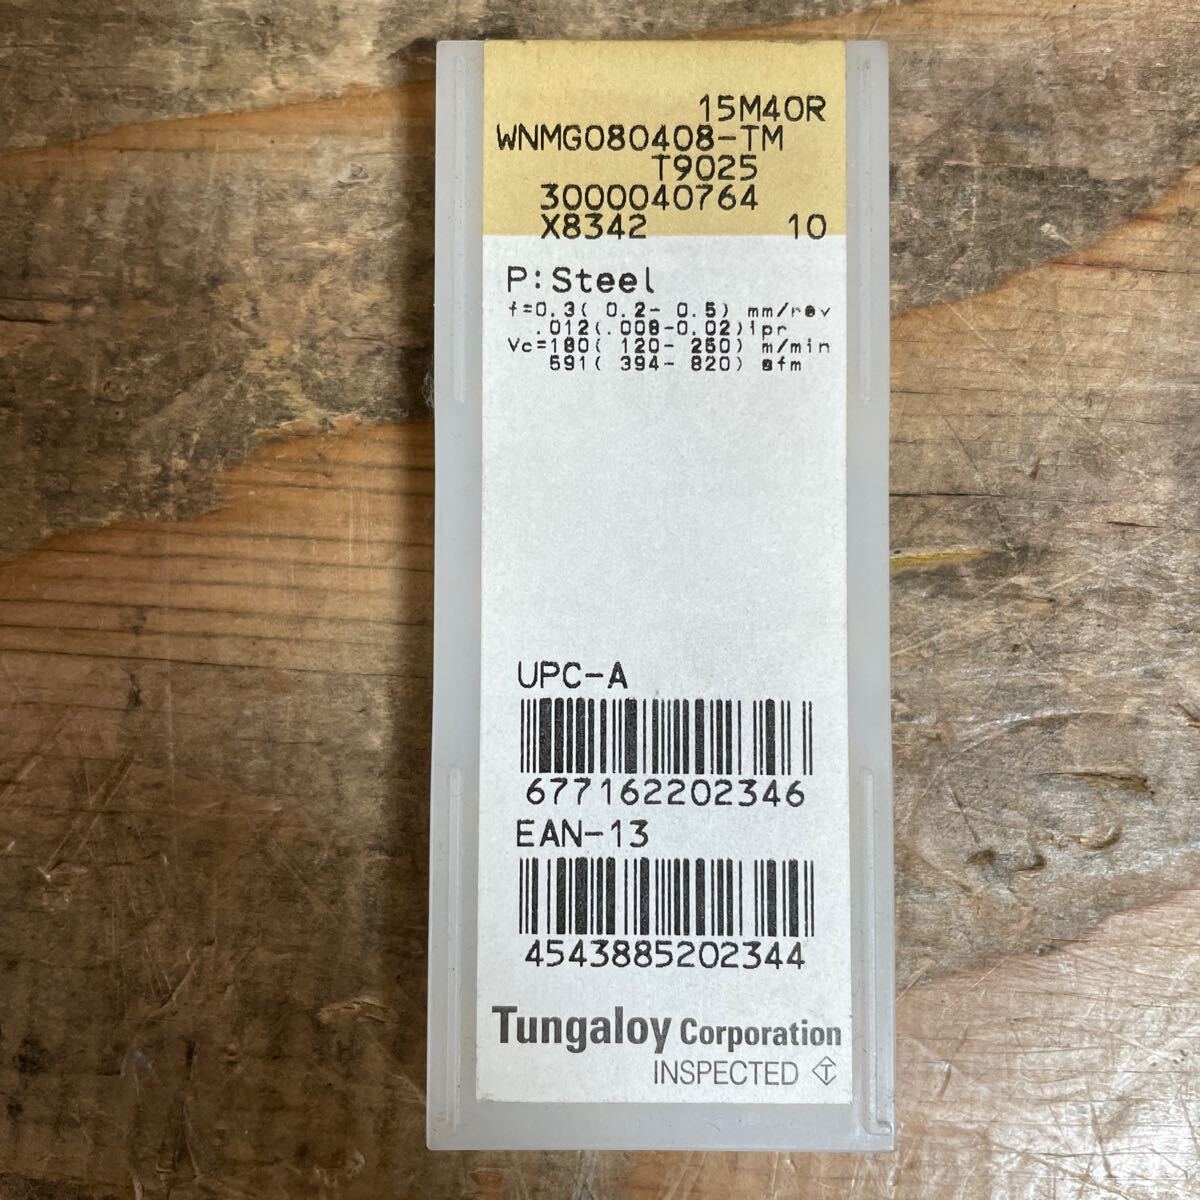 15M40R
WNMG080408-TM
T9025
3000040764
X8342 10
P:Steel
f=0.3( 0.2- 0.5) mm/rev
.012(.008-0.02)ipr
Vc=180( 120- 250) m/min
591( 394- 820) sfm
UPC-A
677162202346
EAN-13
4543885202344
Tungaloy Corporation
INSPECTED T